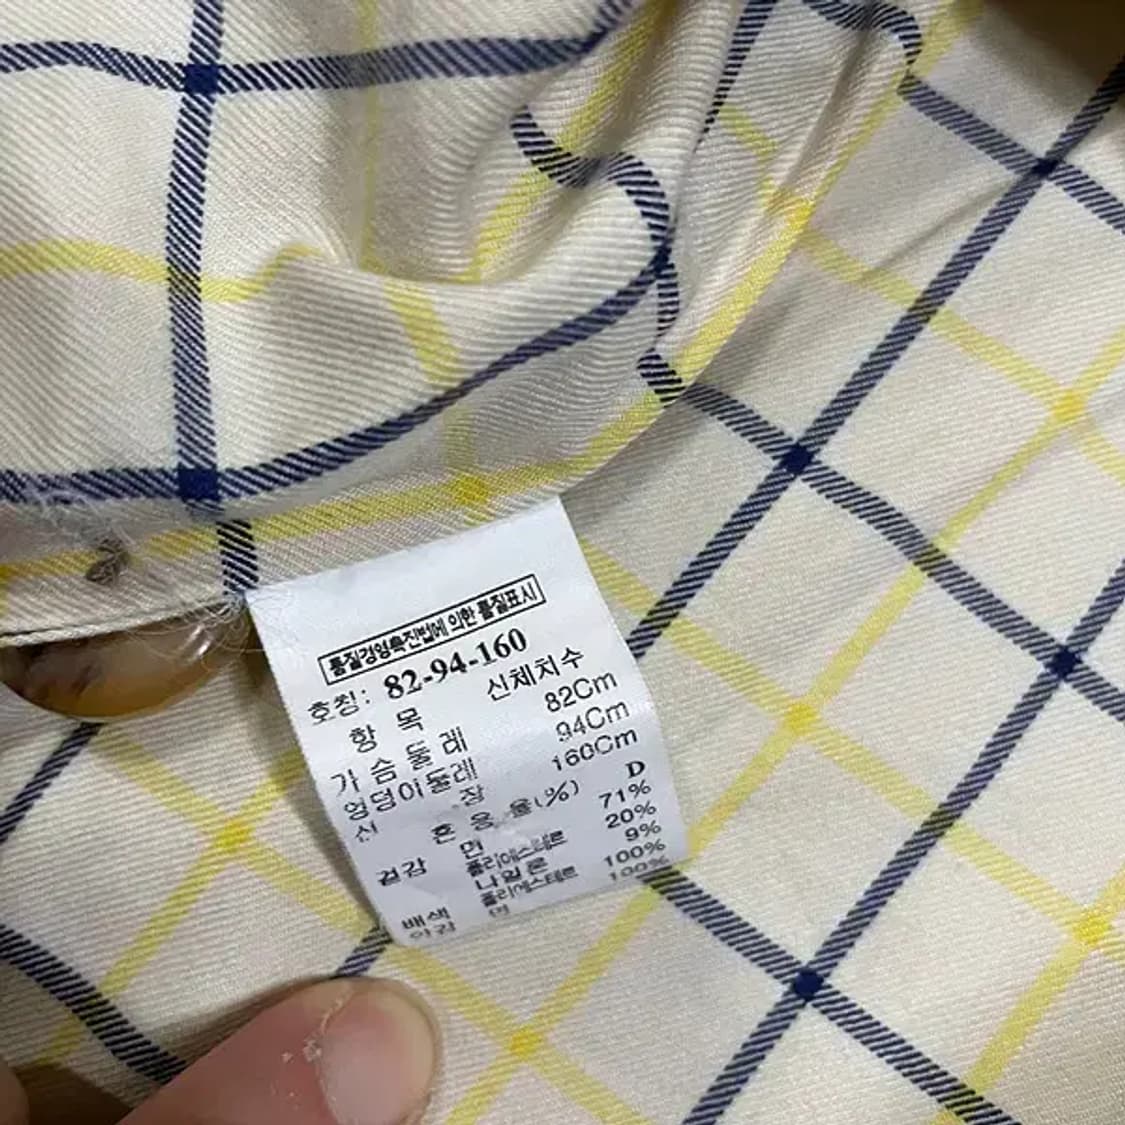 품질경영촉진법에 의한 품질표시
호칭: 82-94-160
항 목 신체치수
가 슴 둘 레 82Cm
엉덩이둘레 94Cm
신 장 160Cm
혼 용 율(%) D
겉감 면 71%
폴리에스테르 20%
나일론 9%
배색 폴리에스테르 100%
안감 면 100%